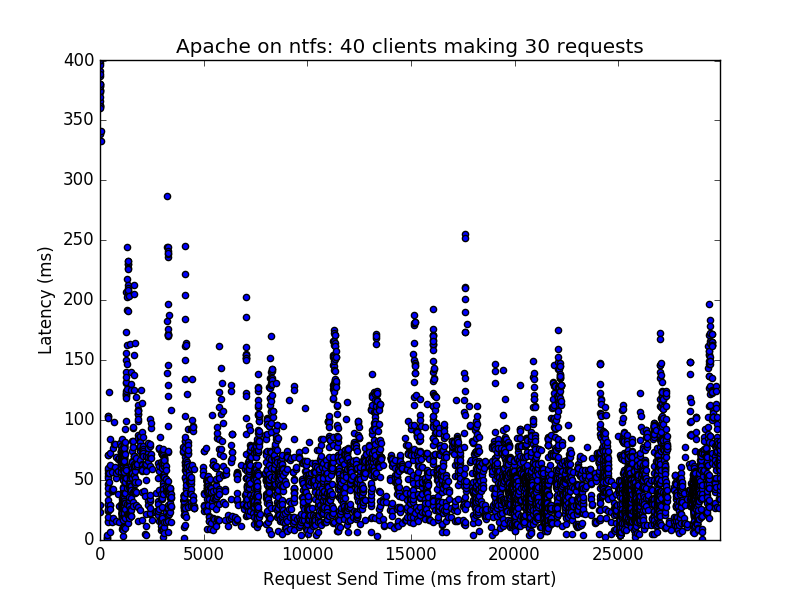 Apache on ntfs: 40 clients making 30 requests
400
350
300
250
200
150
100
50
0
Latency (ms)
0 5000 10000 15000 20000 25000
Request Send Time (ms from start)